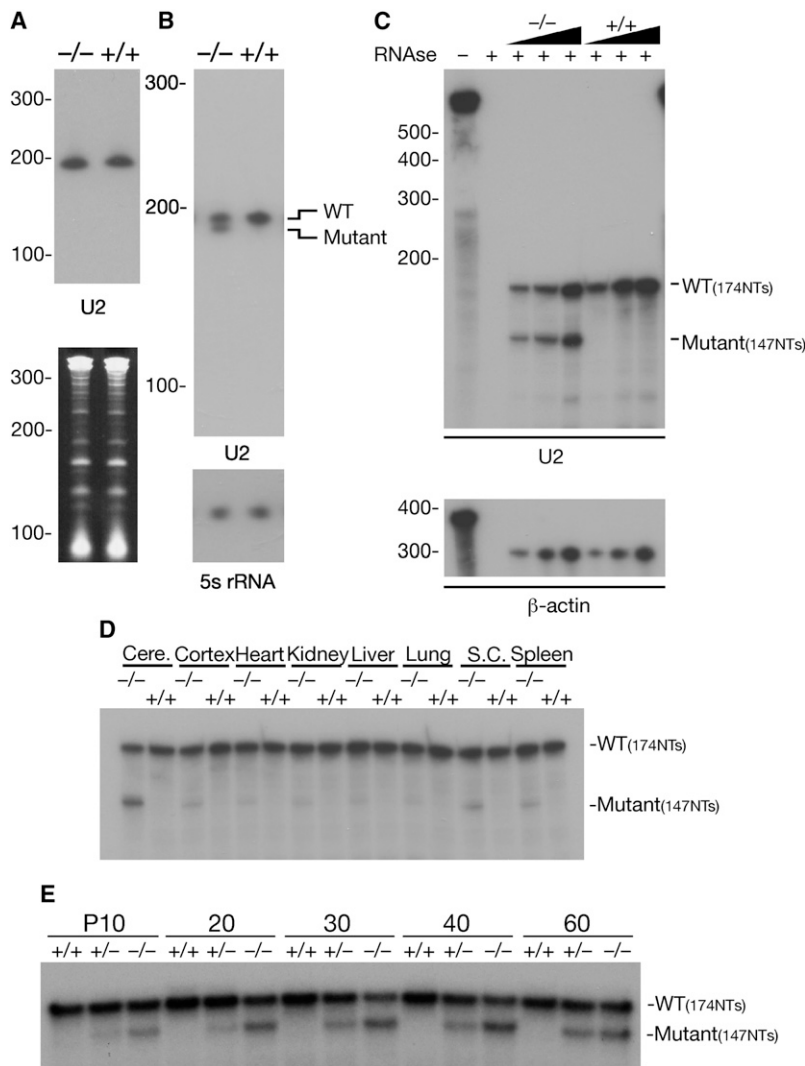 A
−/− +/+
300-
200-
100-
U2
300-
200-
100-
B
−/− +/+
300-
200-
WT
Mutant
100-
U2
5s rRNA
C
−/− +/+
RNAse − + + + + + + +
500-
400-
300-
200-
-WT(174NTs)
-Mutant(147NTs)
U2
400-
300-
β-actin
D
Cere. Cortex Heart Kidney Liver Lung S.C. Spleen
−/− −/− −/− −/− −/− −/− −/− −/−
+/+ +/+ +/+ +/+ +/+ +/+ +/+ +/+
-WT(174NTs)
-Mutant(147NTs)
E
P10 20 30 40 60
+/+ +/− −/− +/+ +/− −/− +/+ +/− −/− +/+ +/− −/− +/+ +/− −/−
-WT(174NTs)
-Mutant(147NTs)